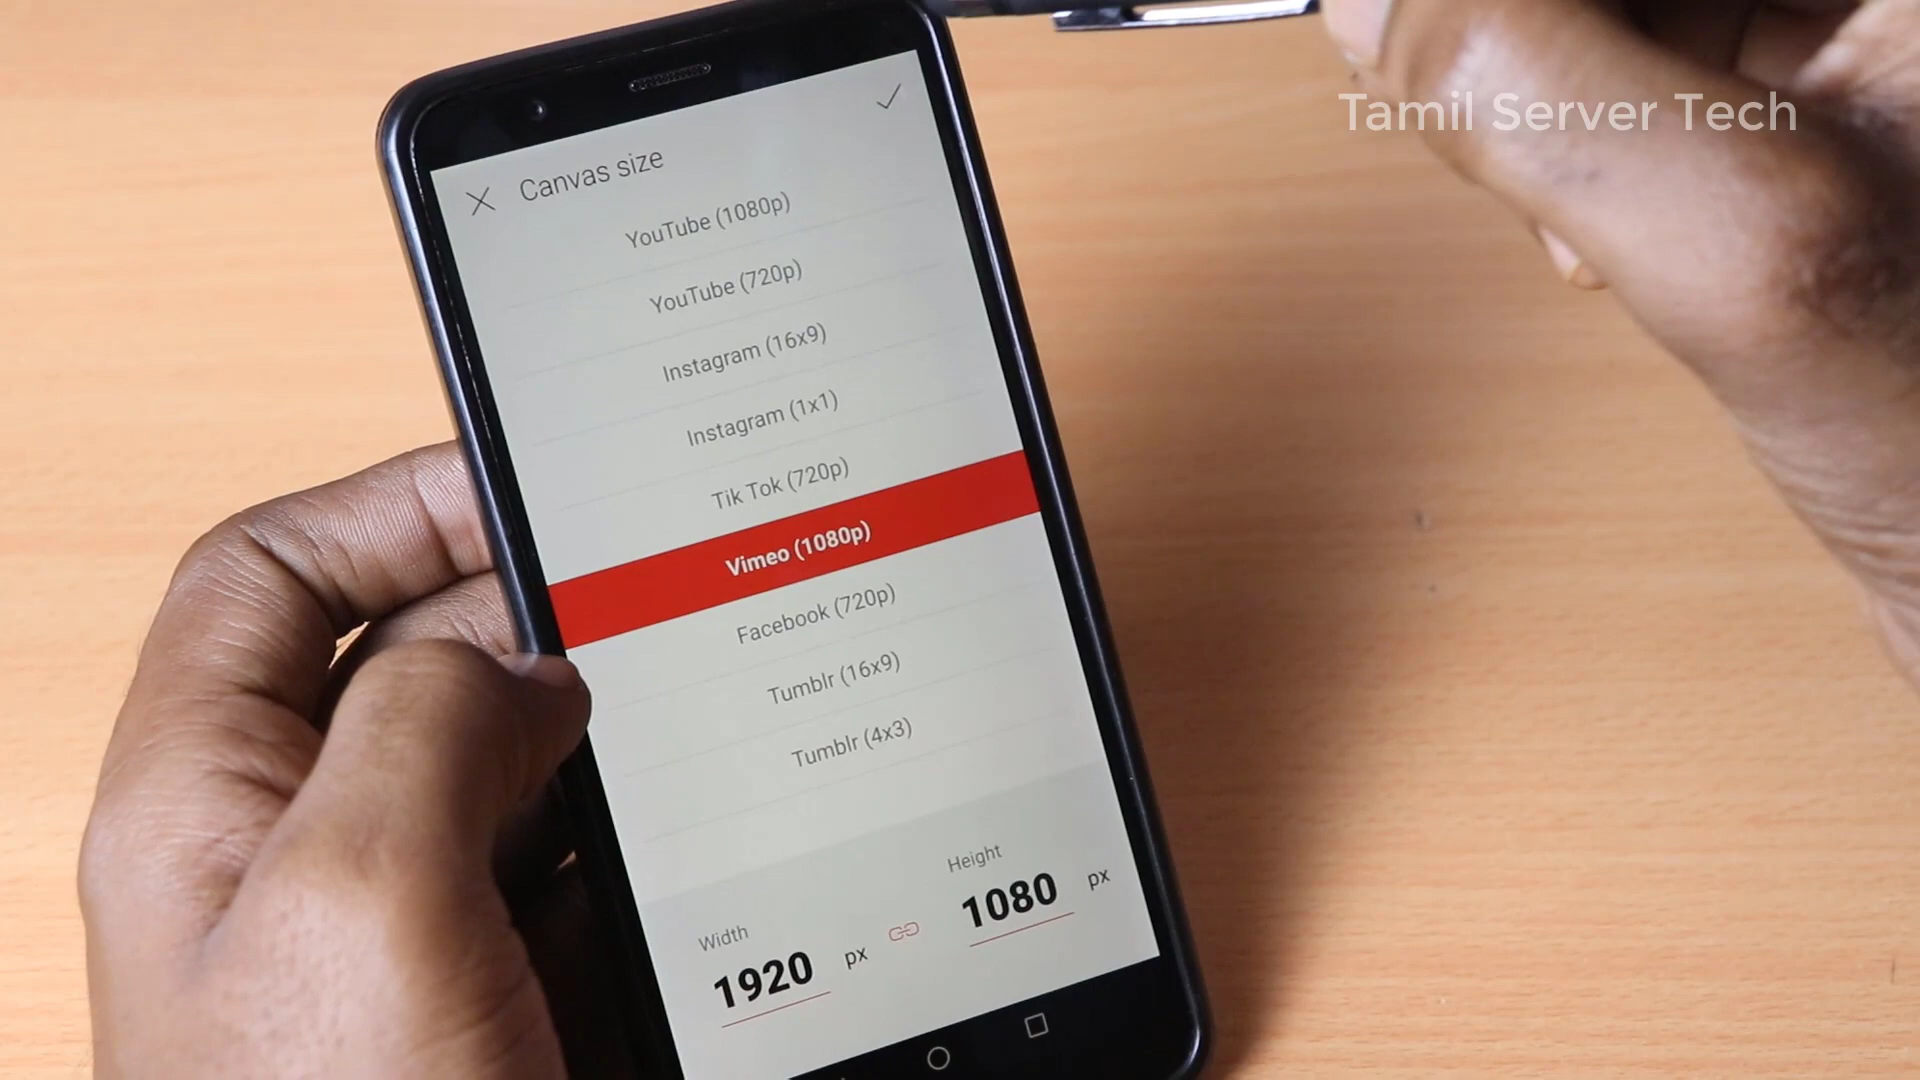 Tamil Server Tech
Canvas size
YouTube (1080p)
YouTube (720p)
Instagram (16x9)
Instagram (1x1)
Tik Tok (720p)
Vimeo (1080p)
Facebook (720p)
Tumblr (16x9)
Tumblr (4x3)
Width
1920 px
Height
1080 px